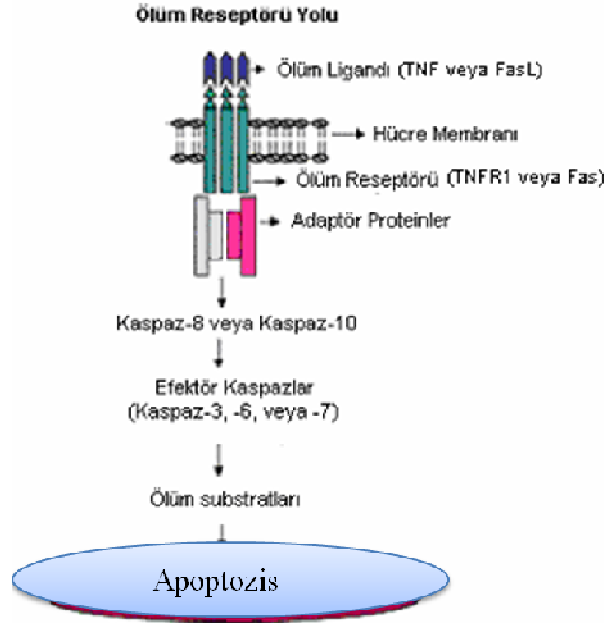 Ölüm Reseptörü Yolu
Ölüm Ligandı (TNF veya FasL)
Hücre Membranı
Ölüm Reseptörü (TNFR1 veya Fas)
Adaptör Proteinler
Kaspaz-8 veya Kaspaz-10
Efektör Kaspazlar
(Kaspaz-3, -6, veya -7)
Ölüm substratları
Apoptozis